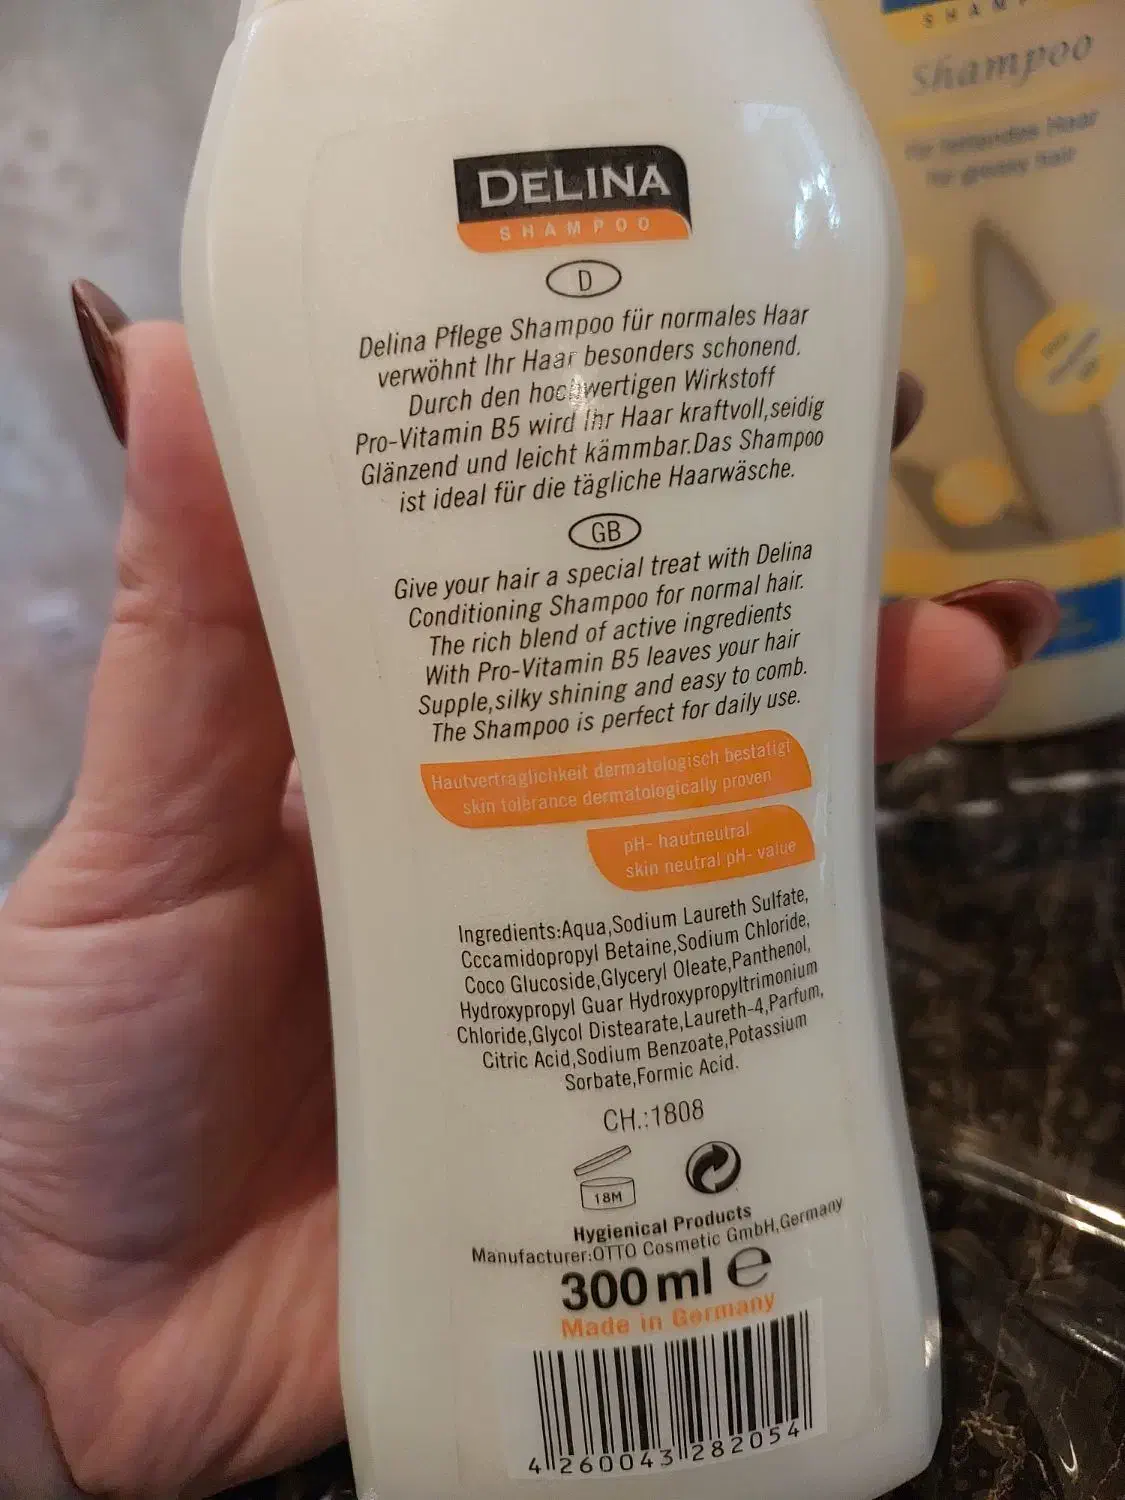 DELINA
SHAMPOO
D
Delina Pflege Shampoo für normales Haar
verwöhnt Ihr Haar besonders schonend.
Durch den hochwertigen Wirkstoff
Pro-Vitamin B5 wird Ihr Haar kraftvoll,seidig
Glänzend und leicht kämmbar.Das Shampoo
ist ideal für die tägliche Haarwäsche.
GB
Give your hair a special treat with Delina
Conditioning Shampoo for normal hair.
The rich blend of active ingredients
With Pro-Vitamin B5 leaves your hair
Supple,silky shining and easy to comb.
The Shampoo is perfect for daily use.
Hautverträglichkeit dermatologisch bestätigt
skin tolerance dermatologically proven
pH- hautneutral
skin neutral pH- value
Ingredients:Aqua,Sodium Laureth Sulfate,
Cccamidopropyl Betaine,Sodium Chloride,
Coco Glucoside,Glyceryl Oleate,Panthenol,
Hydroxypropyl Guar Hydroxypropyltrimonium
Chloride,Glycol Distearate,Laureth-4,Parfum,
Citric Acid,Sodium Benzoate,Potassium
Sorbate,Formic Acid.
CH.:1808
18M
Hygienical Products
Manufacturer:OTTO Cosmetic GmbH,Germany
300 ml e
Made in Germany
4 260043 282054
SHAMP
Shampoo
für fettendes Haar
for greasy hair